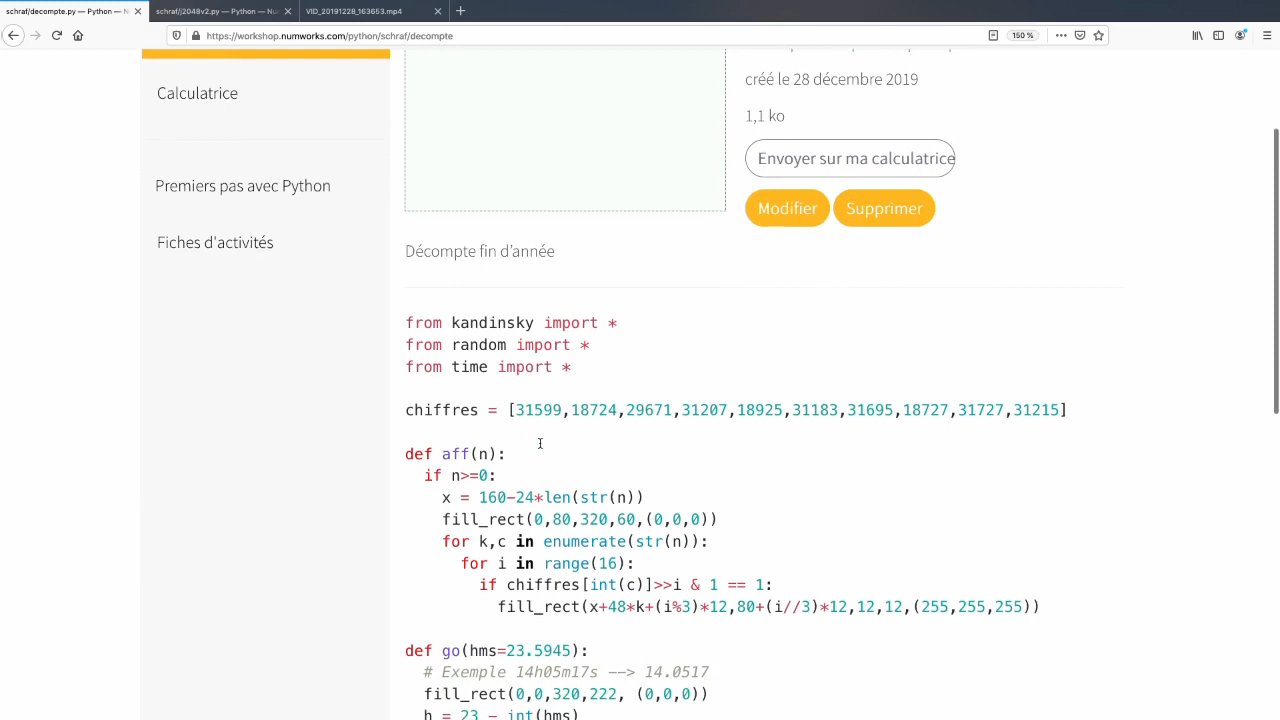 schraf/decompte.py — Python — N
schraf/j2048v2.py — Python — Nu
VID_20191228_163653.mp4
https://workshop.numworks.com/python/schraf/decompte
150 %
créé le 28 décembre 2019
Calculatrice
1,1 ko
Envoyer sur ma calculatrice
Premiers pas avec Python
Modifier
Supprimer
Fiches d'activités
Décompte fin d’année
from kandinsky import *
from random import *
from time import *
chiffres = [31599,18724,29671,31207,18925,31183,31695,18727,31727,31215]
def aff(n):
if n>=0:
x = 160-24*len(str(n))
fill_rect(0,80,320,60,(0,0,0))
for k,c in enumerate(str(n)):
for i in range(16):
if chiffres[int(c)]>>i & 1 == 1:
fill_rect(x+48*k+(i%3)*12,80+(i//3)*12,12,12,(255,255,255))
def go(hms=23.5945):
# Exemple 14h05m17s --> 14.0517
fill_rect(0,0,320,222, (0,0,0))
h = 23 - int(hms)